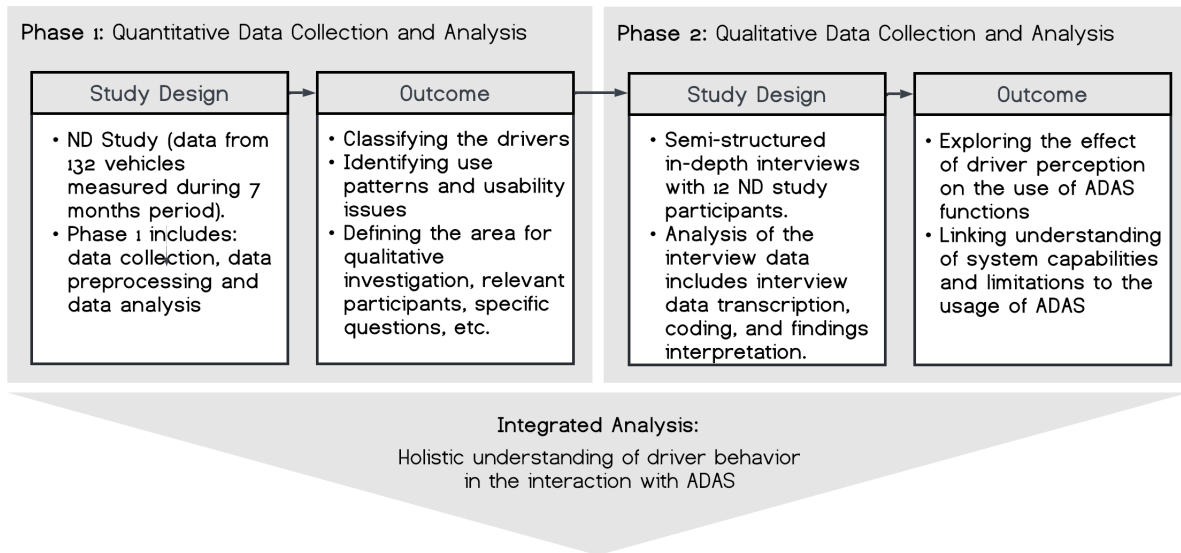 Phase 1: Quantitative Data Collection and Analysis
Study Design
• ND Study (data from
132 vehicles
measured during 7
months period).
• Phase 1 includes:
data collection, data
preprocessing and
data analysis
Outcome
• Classifying the drivers
• Identifying use
patterns and usability
issues
• Defining the area for
qualitative
investigation, relevant
participants, specific
questions, etc.
Phase 2: Qualitative Data Collection and Analysis
Study Design
• Semi-structured
in-depth interviews
with 12 ND study
participants.
• Analysis of the
interview data
includes interview
data transcription,
coding, and findings
interpretation.
Outcome
• Exploring the effect
of driver perception
on the use of ADAS
functions
• Linking understanding
of system capabilities
and limitations to the
usage of ADAS
Integrated Analysis:
Holistic understanding of driver behavior
in the interaction with ADAS